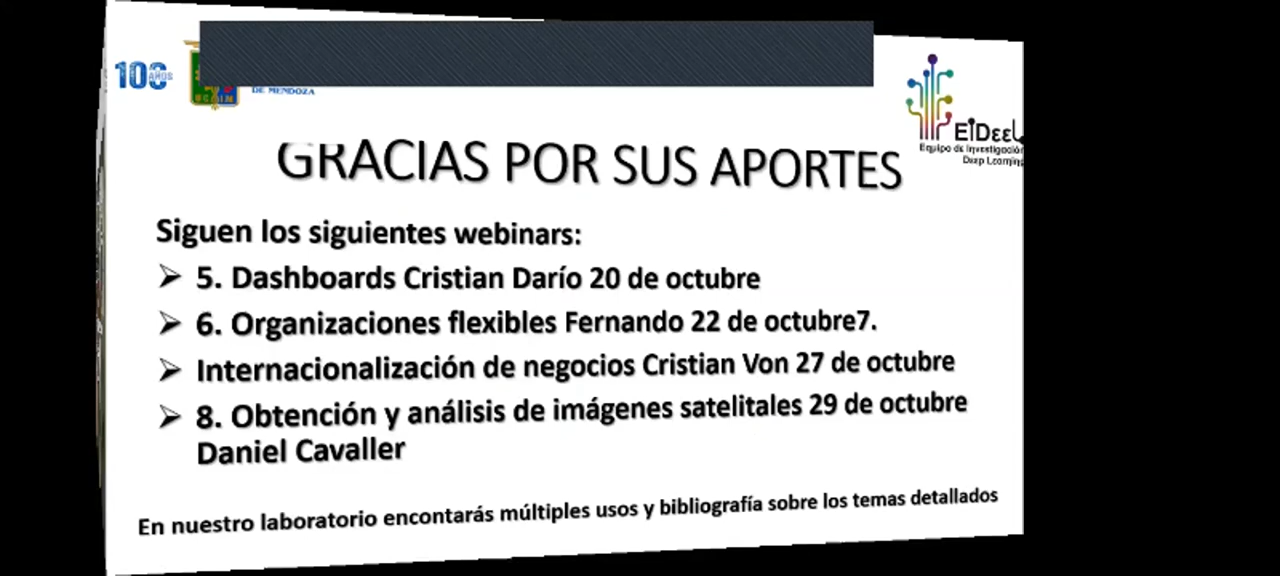 100 AÑOS
DE MENDOZA
EIDeeL
Equipo de Investigación
Deep Learning
GRACIAS POR SUS APORTES
Siguen los siguientes webinars:
5. Dashboards Cristian Darío 20 de octubre
6. Organizaciones flexibles Fernando 22 de octubre7.
Internacionalización de negocios Cristian Von 27 de octubre
8. Obtención y análisis de imágenes satelitales 29 de octubre
Daniel Cavaller
En nuestro laboratorio encontarás múltiples usos y bibliografía sobre los temas detallados